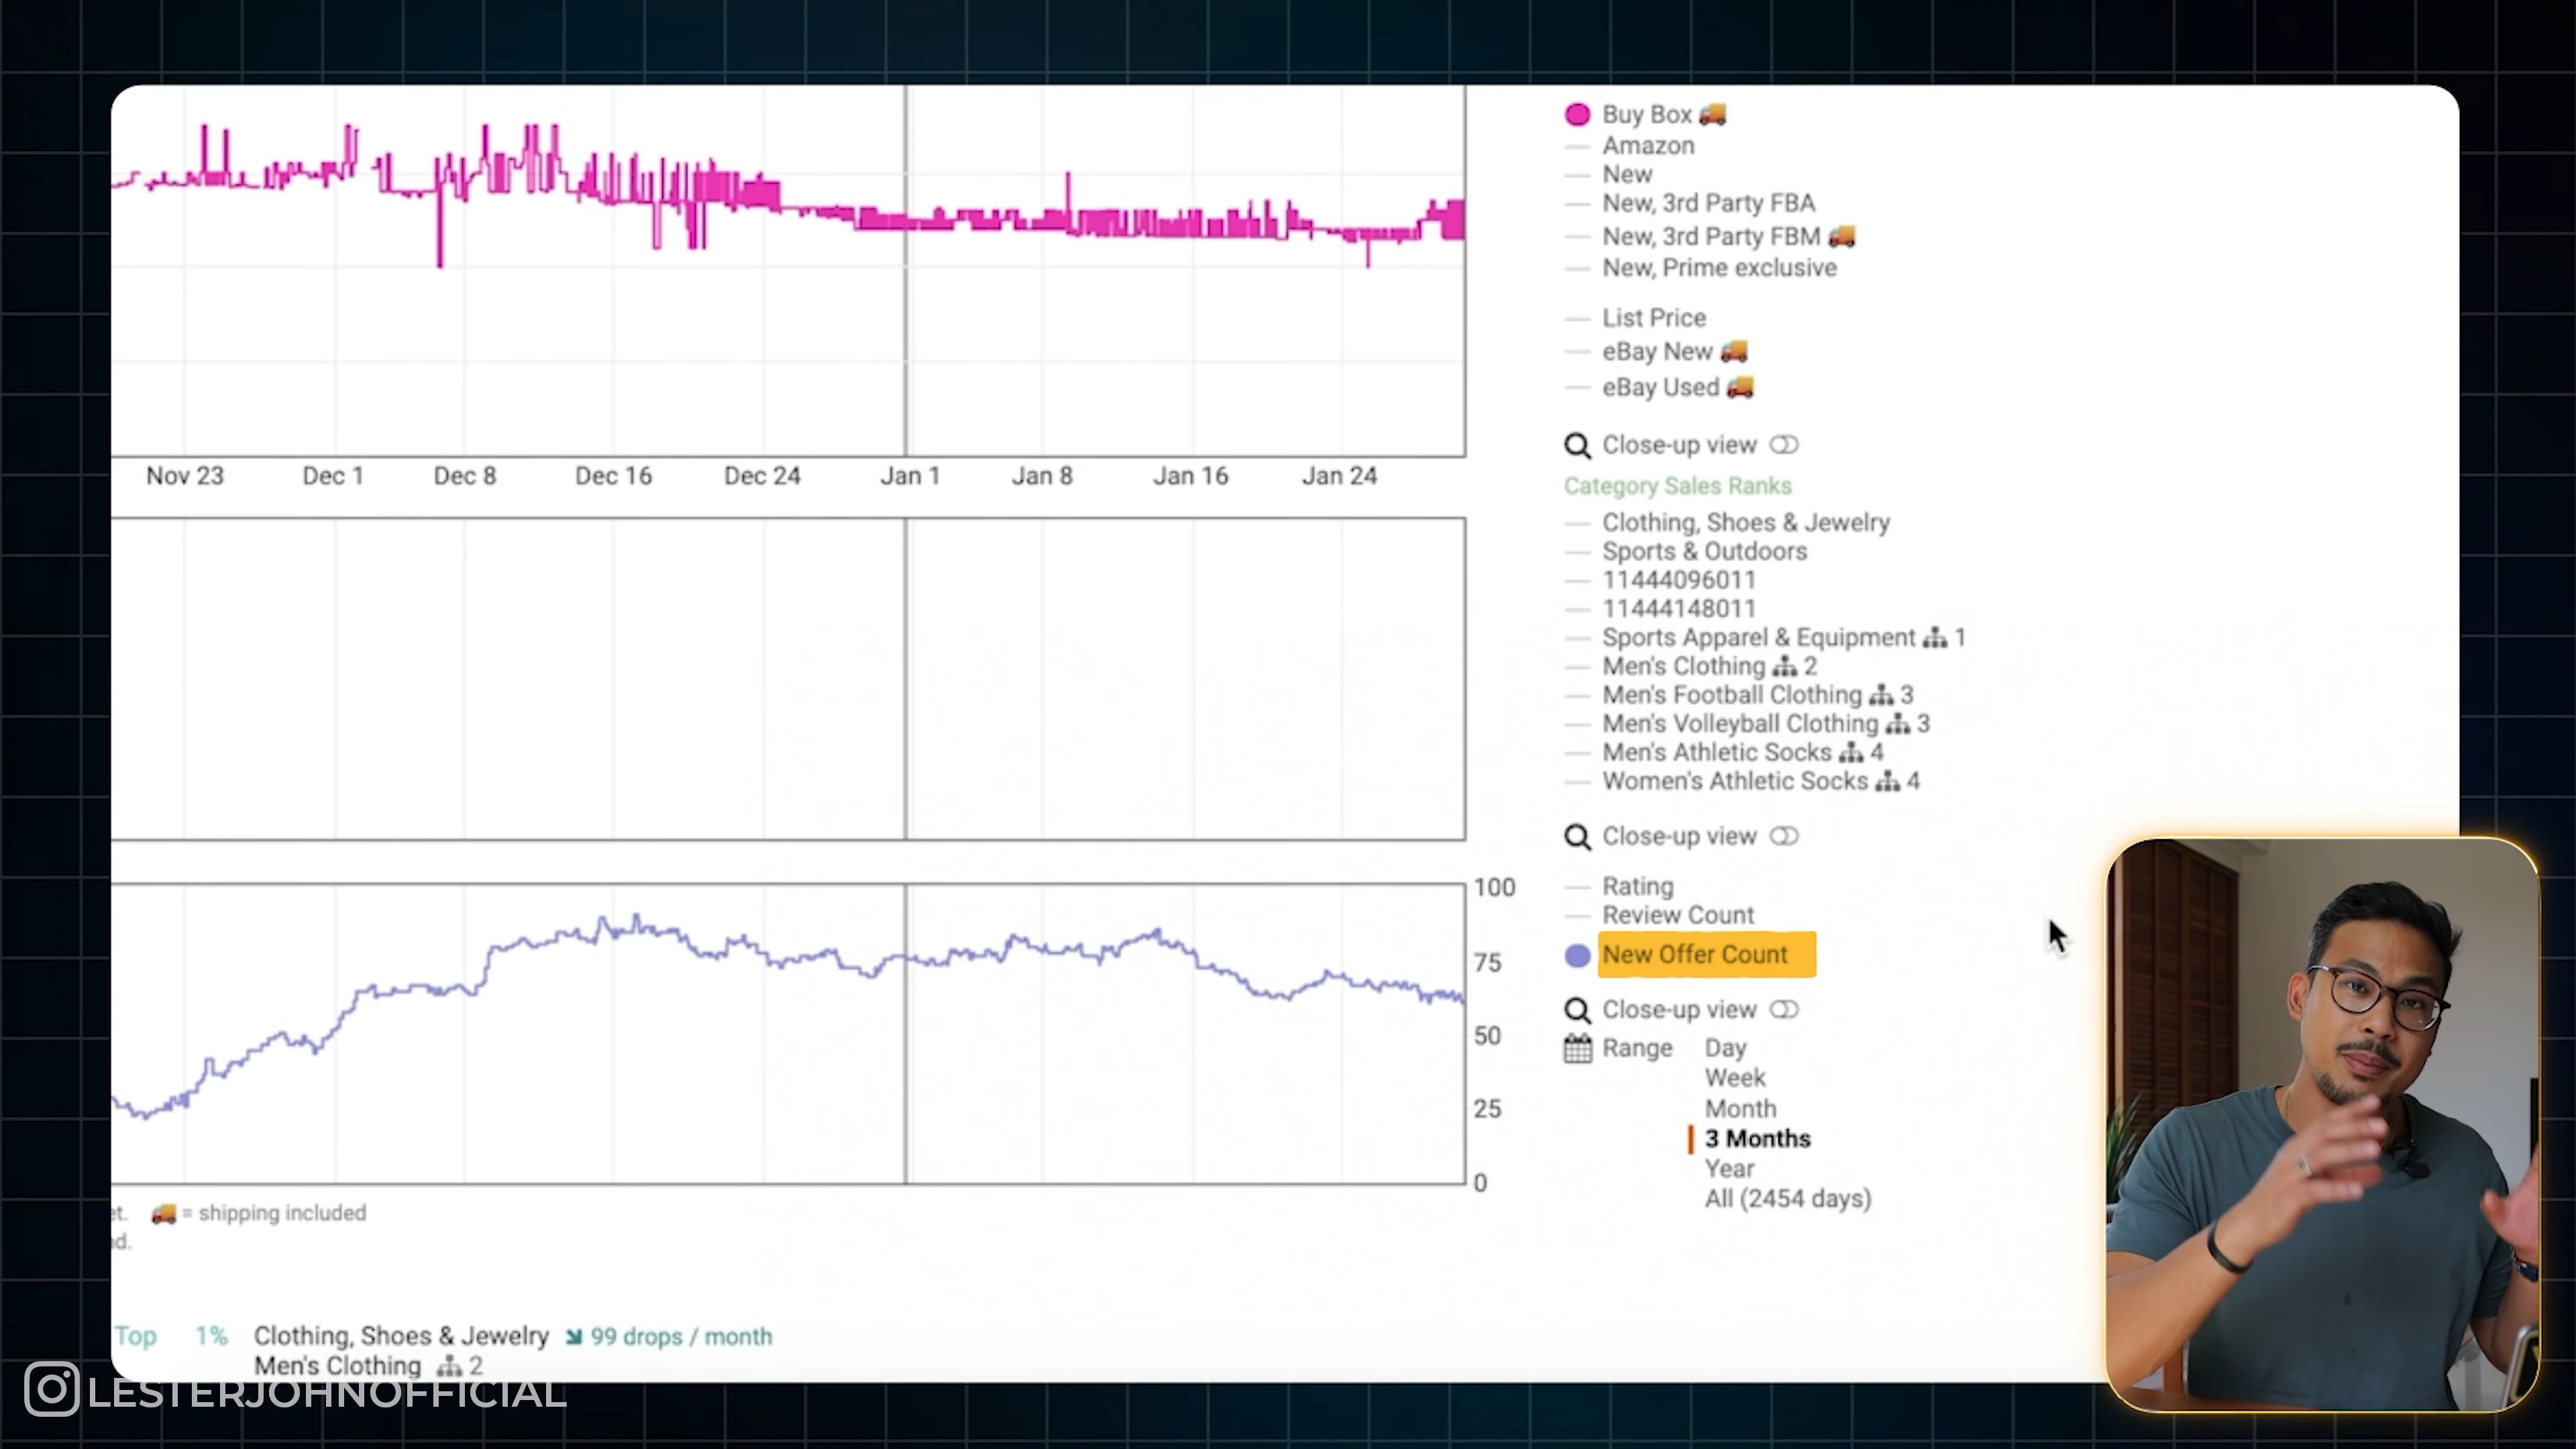 Buy Box
Amazon
New
New, 3rd Party FBA
New, 3rd Party FBM
New, Prime exclusive
List Price
eBay New
eBay Used
Close-up view
Nov 23 Dec 1 Dec 8 Dec 16 Dec 24 Jan 1 Jan 8 Jan 16 Jan 24
Category Sales Ranks
Clothing, Shoes & Jewelry
Sports & Outdoors
11444096011
11444148011
Sports Apparel & Equipment 1
Men's Clothing 2
Men's Football Clothing 3
Men's Volleyball Clothing 3
Men's Athletic Socks 4
Women's Athletic Socks 4
Close-up view
100
75
50
25
0
Rating
Review Count
New Offer Count
Close-up view
Range Day
Week
Month
3 Months
Year
All (2454 days)
= shipping included
Top 1% Clothing, Shoes & Jewelry 99 drops / month
Men's Clothing 2
LESTERJOHNOFFICIAL